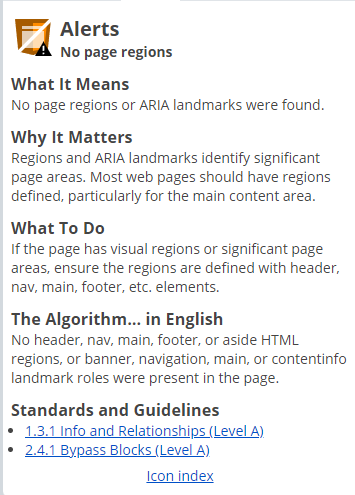 Alerts
No page regions
What It Means
No page regions or ARIA landmarks were found.
Why It Matters
Regions and ARIA landmarks identify significant
page areas. Most web pages should have regions
defined, particularly for the main content area.
What To Do
If the page has visual regions or significant page
areas, ensure the regions are defined with header,
nav, main, footer, etc. elements.
The Algorithm... in English
No header, nav, main, footer, or aside HTML
regions, or banner, navigation, main, or contentinfo
landmark roles were present in the page.
Standards and Guidelines
• 1.3.1 Info and Relationships (Level A)
• 2.4.1 Bypass Blocks (Level A)
Icon index